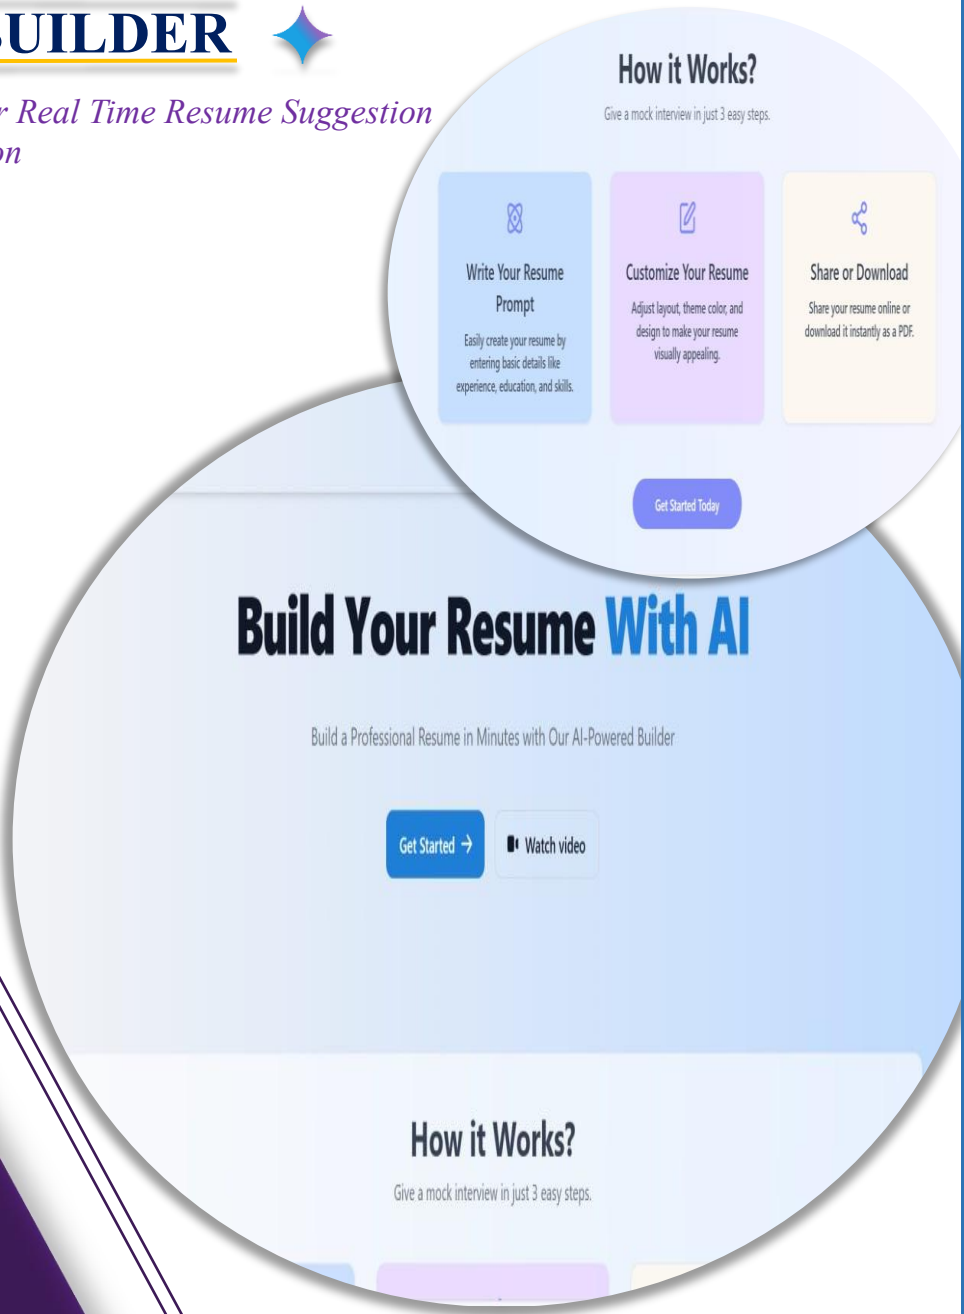 BUILDER
r Real Time Resume Suggestion
on
How it Works?
Give a mock interview in just 3 easy steps.
Write Your Resume
Prompt
Easily create your resume by
entering basic details like
experience, education, and skills.
Customize Your Resume
Adjust layout, theme color, and
design to make your resume
visually appealing.
Share or Download
Share your resume online or
download it instantly as a PDF.
Get Started Today
Build Your Resume With AI
Build a Professional Resume in Minutes with Our AI-Powered Builder
Get Started →
Watch video
How it Works?
Give a mock interview in just 3 easy steps.